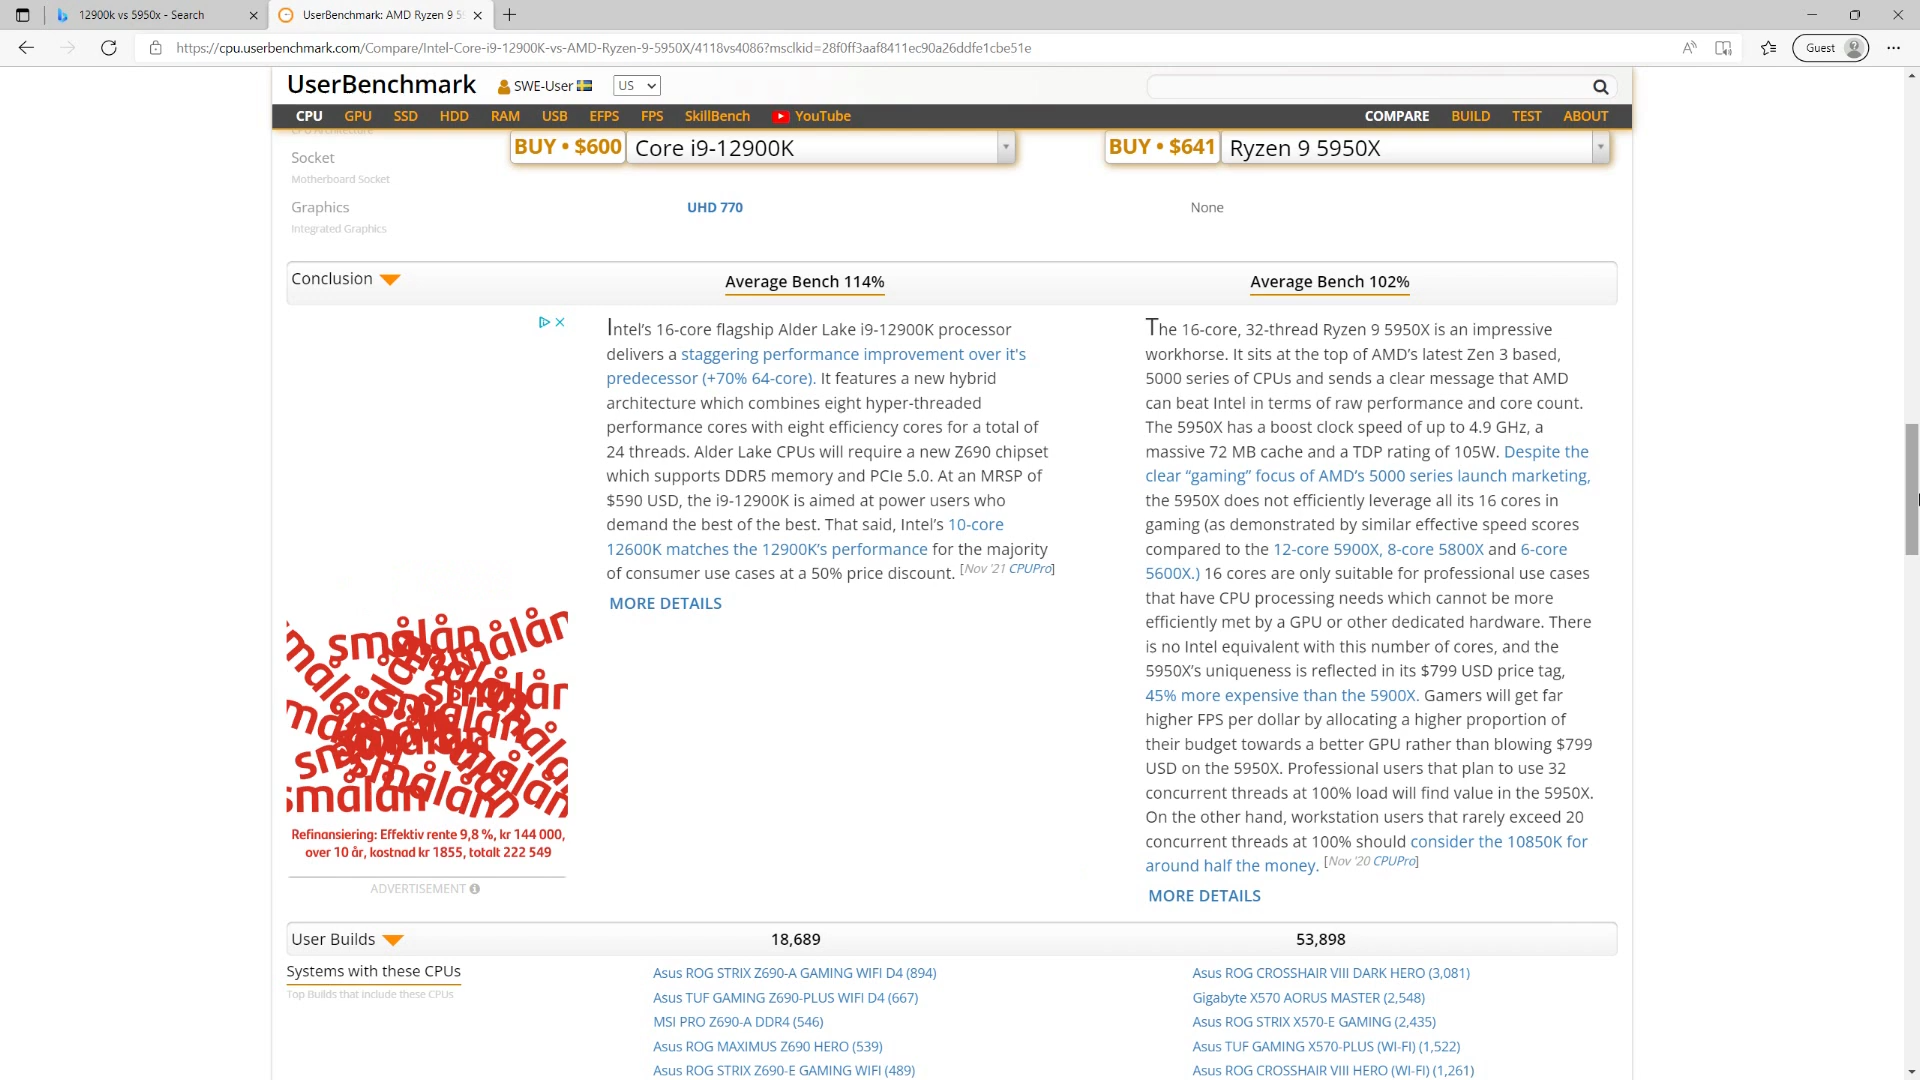 12900k vs 5950x - Search
UserBenchmark: AMD Ryzen 9 5
https://cpu.userbenchmark.com/Compare/Intel-Core-i9-12900K-vs-AMD-Ryzen-9-5950X/4118vs4086?msclkid=28f0ff3aaf8411ec90a26ddfe1cbe51e
Guest
UserBenchmark
SWE-User
US
CPU GPU SSD HDD RAM USB EFPS FPS SkillBench YouTube
COMPARE BUILD TEST ABOUT
CPU Architecture
BUY • $600 Core i9-12900K
BUY • $641 Ryzen 9 5950X
Socket
Motherboard Socket
Graphics
Integrated Graphics
UHD 770
None
Conclusion
Average Bench 114%
Average Bench 102%
Intel's 16-core flagship Alder Lake i9-12900K processor
delivers a staggering performance improvement over it's
predecessor (+70% 64-core). It features a new hybrid
architecture which combines eight hyper-threaded
performance cores with eight efficiency cores for a total of
24 threads. Alder Lake CPUs will require a new Z690 chipset
which supports DDR5 memory and PCIe 5.0. At an MRSP of
$590 USD, the i9-12900K is aimed at power users who
demand the best of the best. That said, Intel's 10-core
12600K matches the 12900K's performance for the majority
of consumer use cases at a 50% price discount. [Nov '21 CPUPro]
MORE DETAILS
The 16-core, 32-thread Ryzen 9 5950X is an impressive
workhorse. It sits at the top of AMD's latest Zen 3 based,
5000 series of CPUs and sends a clear message that AMD
can beat Intel in terms of raw performance and core count.
The 5950X has a boost clock speed of up to 4.9 GHz, a
massive 72 MB cache and a TDP rating of 105W. Despite the
clear “gaming” focus of AMD's 5000 series launch marketing,
the 5950X does not efficiently leverage all its 16 cores in
gaming (as demonstrated by similar effective speed scores
compared to the 12-core 5900X, 8-core 5800X and 6-core
5600X.) 16 cores are only suitable for professional use cases
that have CPU processing needs which cannot be more
efficiently met by a GPU or other dedicated hardware. There
is no Intel equivalent with this number of cores, and the
5950X's uniqueness is reflected in its $799 USD price tag,
45% more expensive than the 5900X. Gamers will get far
higher FPS per dollar by allocating a higher proportion of
their budget towards a better GPU rather than blowing $799
USD on the 5950X. Professional users that plan to use 32
concurrent threads at 100% load will find value in the 5950X.
On the other hand, workstation users that rarely exceed 20
concurrent threads at 100% should consider the 10850K for
around half the money. [Nov '20 CPUPro]
MORE DETAILS
smålån
smålån
smålån
Refinansiering: Effektiv rente 9,8 %, kr 144 000,
over 10 år, kostnad kr 1855, totalt 222 549
ADVERTISEMENT
User Builds
18,689
53,898
Systems with these CPUs
Top Builds that include these CPUs
Asus ROG STRIX Z690-A GAMING WIFI D4 (894)
Asus TUF GAMING Z690-PLUS WIFI D4 (667)
MSI PRO Z690-A DDR4 (546)
Asus ROG MAXIMUS Z690 HERO (539)
Asus ROG STRIX Z690-E GAMING WIFI (489)
Asus ROG CROSSHAIR VIII DARK HERO (3,081)
Gigabyte X570 AORUS MASTER (2,548)
Asus ROG STRIX X570-E GAMING (2,435)
Asus TUF GAMING X570-PLUS (WI-FI) (1,522)
Asus ROG CROSSHAIR VIII HERO (WI-FI) (1,261)